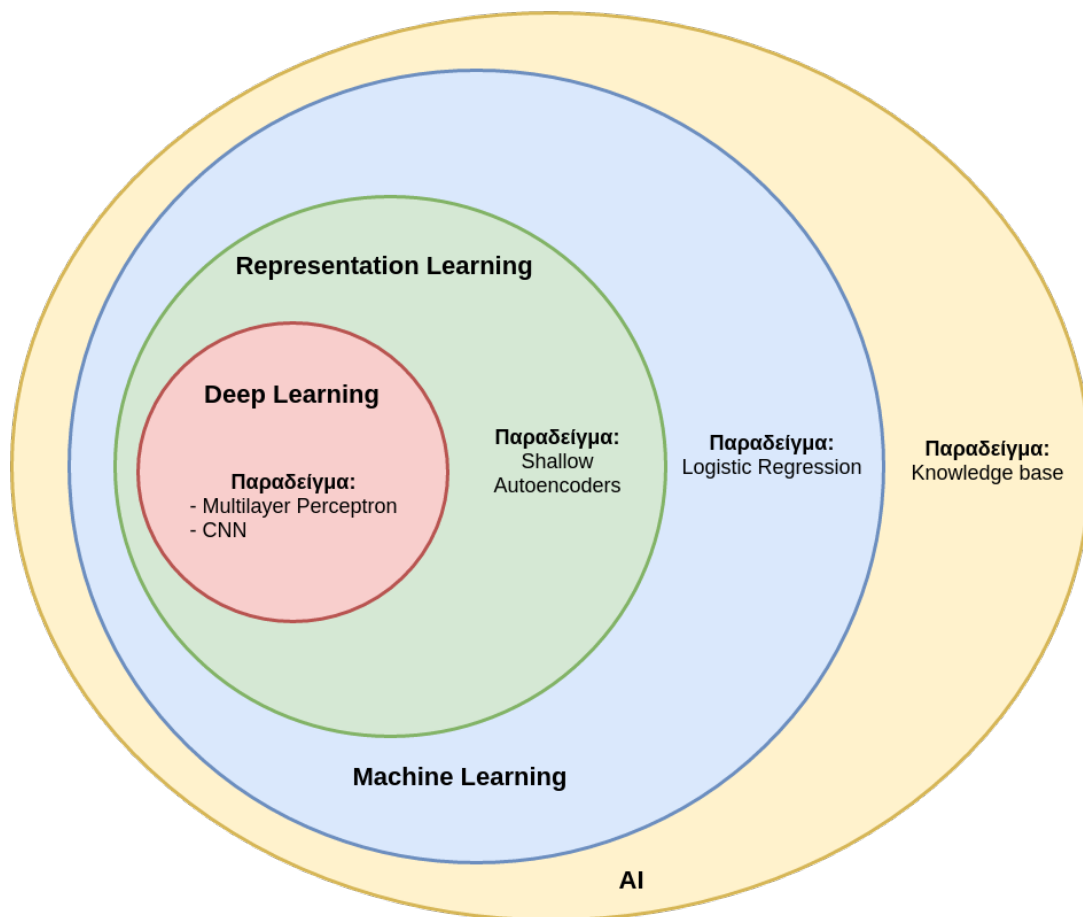 Representation Learning
Deep Learning
Παραδείγμα:
- Multilayer Perceptron
- CNN
Παραδείγμα:
Shallow
Autoencoders
Παραδείγμα:
Logistic Regression
Παραδείγμα:
Knowledge base
Machine Learning
AI